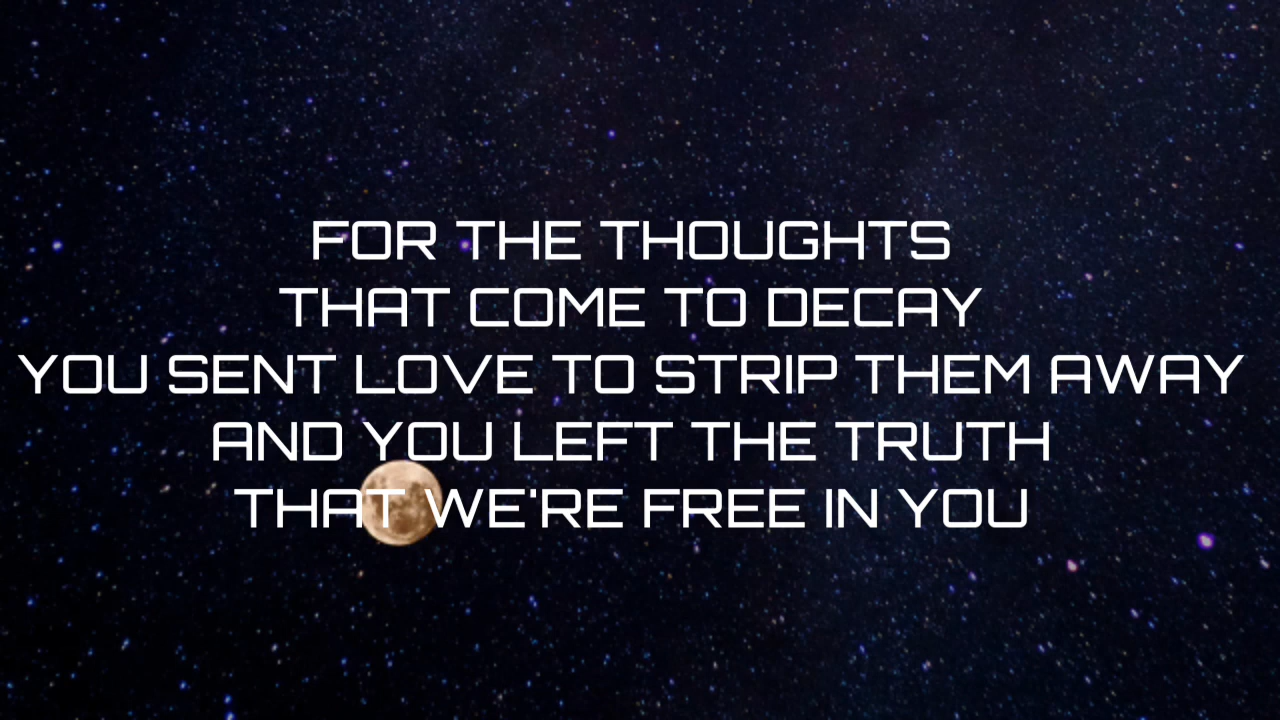 FOR THE THOUGHTS
THAT COME TO DECAY
YOU SENT LOVE TO STRIP THEM AWAY
AND YOU LEFT THE TRUTH
THAT WE'RE FREE IN YOU